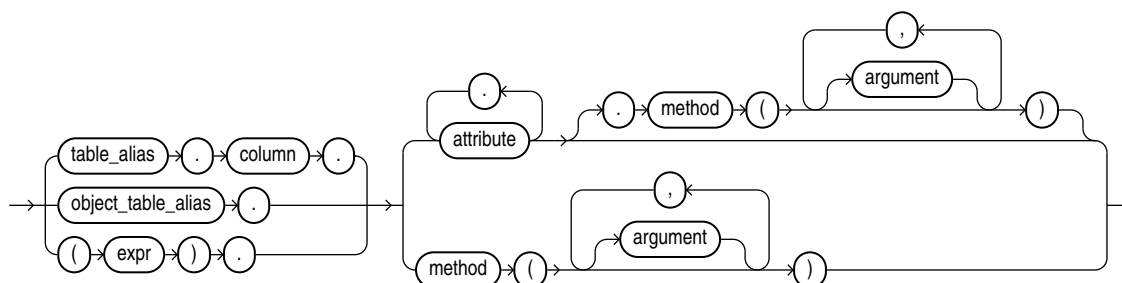 ,
argument
.
. method ( )
attribute
table_alias . column .
object_table_alias .
( expr ) .
,
argument
method ( )